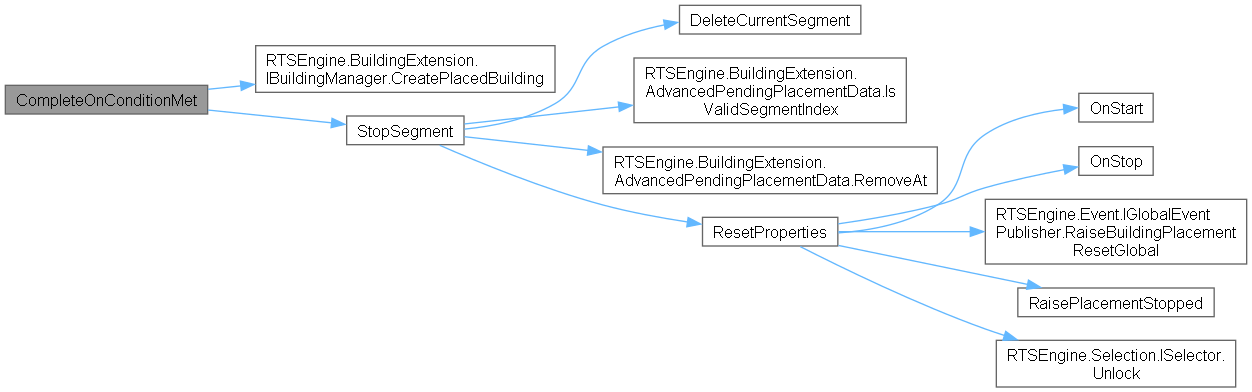 CompleteOnConditionMet
RTSEngine.BuildingExtension.
IBuildingManager.CreatePlacedBuilding
StopSegment
DeleteCurrentSegment
RTSEngine.BuildingExtension.
AdvancedPendingPlacementData.Is
ValidSegmentIndex
RTSEngine.BuildingExtension.
AdvancedPendingPlacementData.RemoveAt
ResetProperties
OnStart
OnStop
RTSEngine.Event.IGlobalEvent
Publisher.RaiseBuildingPlacement
ResetGlobal
RaisePlacementStopped
RTSEngine.Selection.ISelector.
Unlock